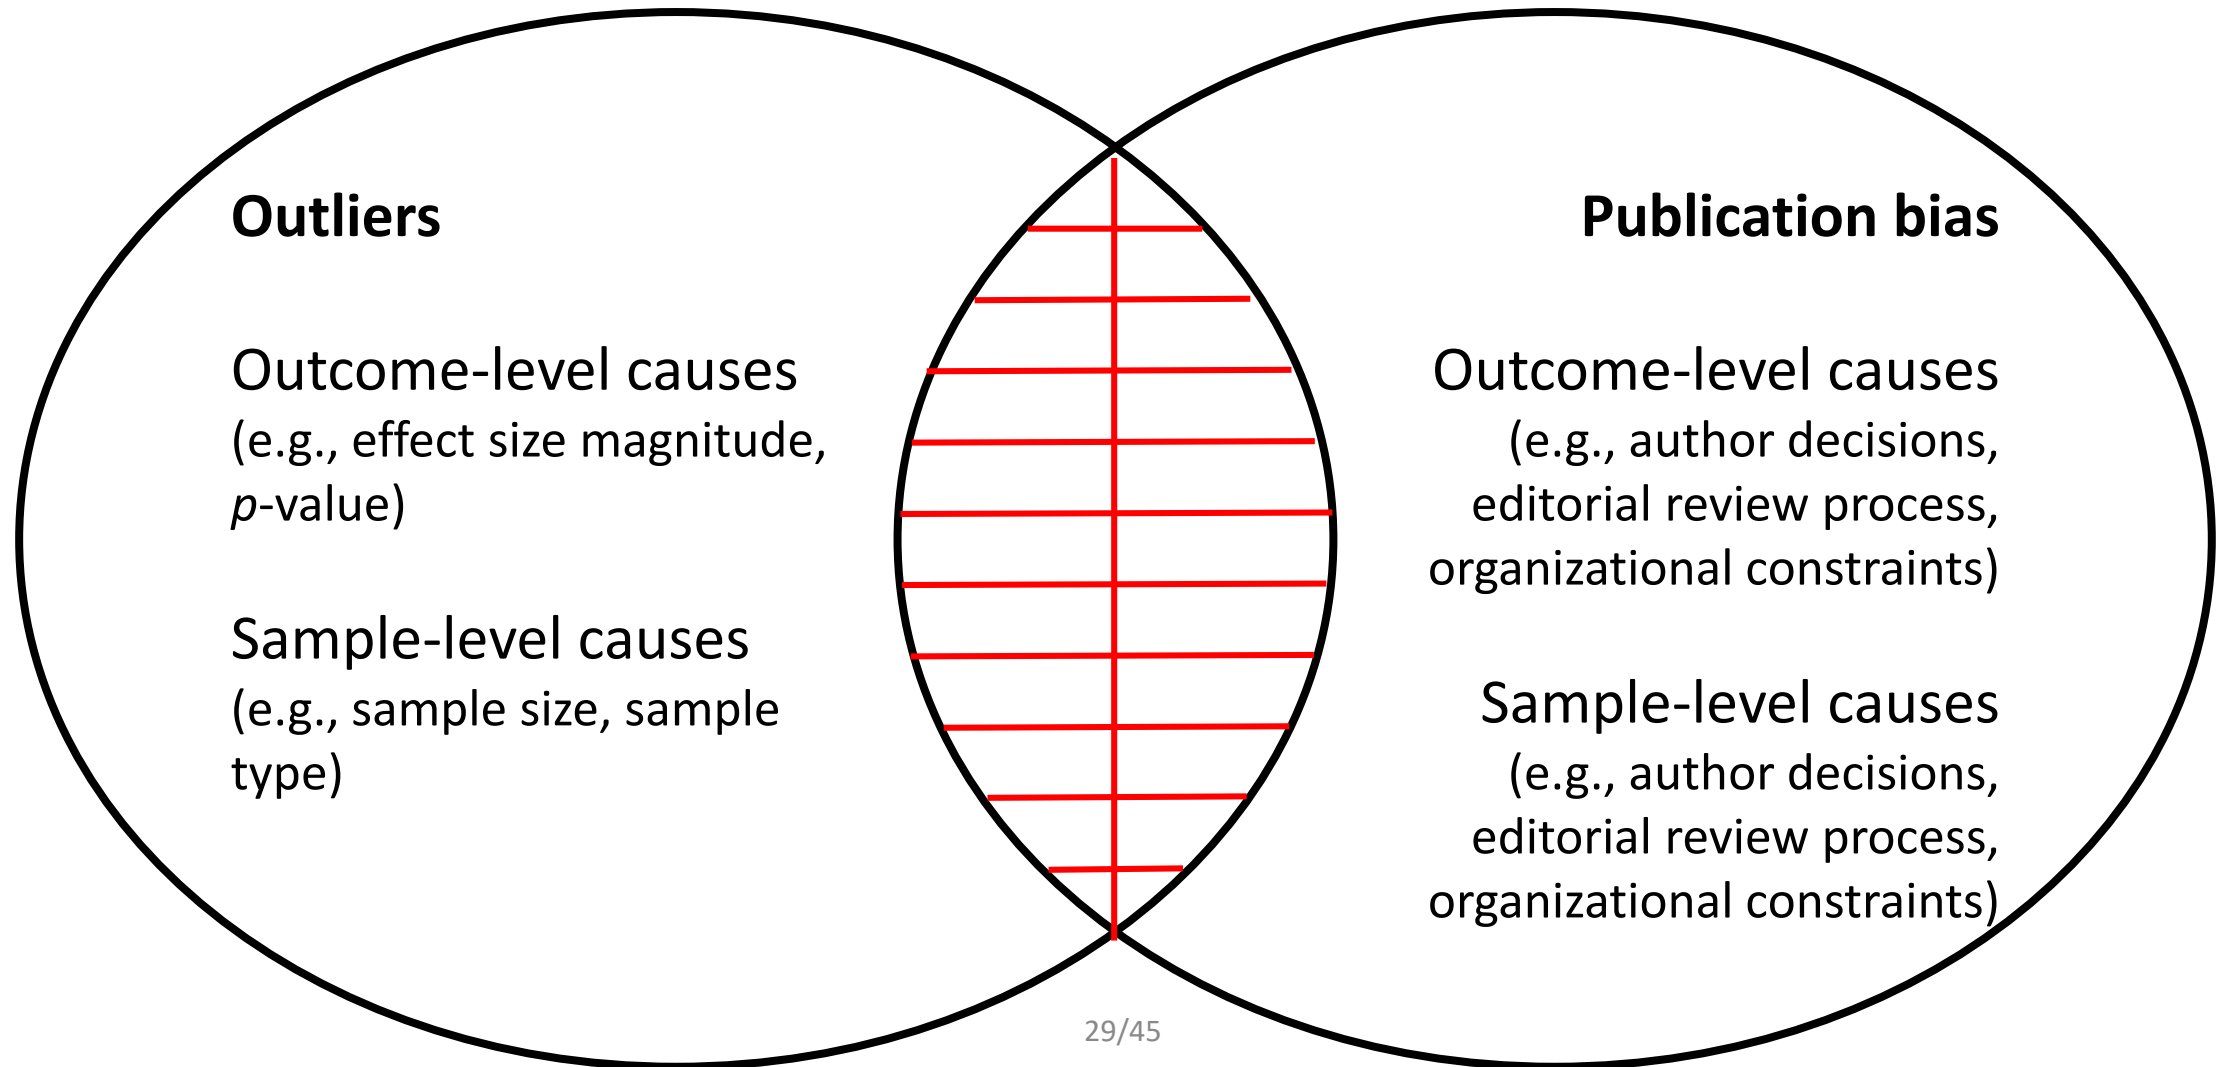 Outliers
Outcome-level causes
(e.g., effect size magnitude,
p-value)
Sample-level causes
(e.g., sample size, sample
type)
Publication bias
Outcome-level causes
(e.g., author decisions,
editorial review process,
organizational constraints)
Sample-level causes
(e.g., author decisions,
editorial review process,
organizational constraints)
29/45